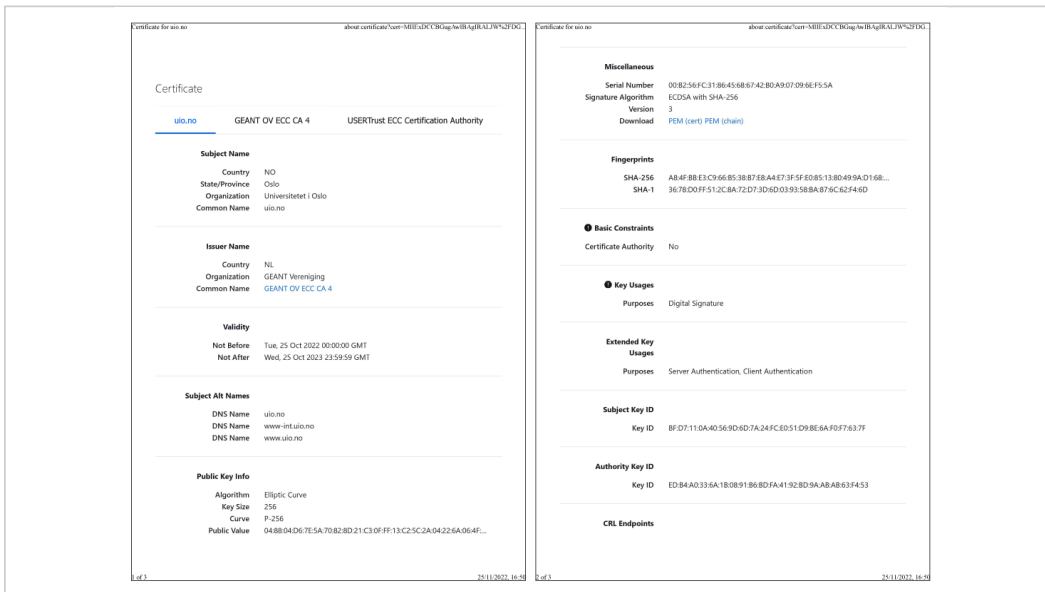 Certificate for uio.no about:certificate?cert=MIIExDCCBGugAwIBAgIRALJW%2FDG...
Certificate
uio.no GEANT OV ECC CA 4 USERTrust ECC Certification Authority
Subject Name
Country NO
State/Province Oslo
Organization Universitetet i Oslo
Common Name uio.no
Issuer Name
Country NL
Organization GEANT Vereniging
Common Name GEANT OV ECC CA 4
Validity
Not Before Tue, 25 Oct 2022 00:00:00 GMT
Not After Wed, 25 Oct 2023 23:59:59 GMT
Subject Alt Names
DNS Name uio.no
DNS Name www-int.uio.no
DNS Name www.uio.no
Public Key Info
Algorithm Elliptic Curve
Key Size 256
Curve P-256
Public Value 04:88:04:D6:7E:5A:70:82:8D:21:C3:0F:FF:13:C2:5C:2A:04:22:6A:06:4F:...
1 of 3 25/11/2022, 16:50
Certificate for uio.no about:certificate?cert=MIIExDCCBGugAwIBAgIRALJW%2FDG...
Miscellaneous
Serial Number 00:B2:56:FC:31:B6:45:68:67:42:B0:A9:07:09:6E:F5:5A
Signature Algorithm ECDSA with SHA-256
Version 3
Download PEM (cert) PEM (chain)
Fingerprints
SHA-256 A8:4F:BB:E3:C9:66:B5:38:B7:E8:A4:E7:3F:5F:E0:85:13:80:49:9A:D1:68:...
SHA-1 36:78:D0:FF:51:2C:8A:72:D7:3D:6D:03:93:58:BA:87:6C:62:F4:6D
Basic Constraints
Certificate Authority No
Key Usages
Purposes Digital Signature
Extended Key
Usages
Purposes Server Authentication, Client Authentication
Subject Key ID
Key ID BF:D7:11:0A:40:56:9D:6D:7A:24:FC:E0:51:D9:BE:6A:F0:F7:63:7F
Authority Key ID
Key ID ED:B4:A0:33:6A:18:08:91:B6:BD:FA:41:92:BD:9A:AB:AB:63:F4:53
CRL Endpoints
2 of 3 25/11/2022, 16:50